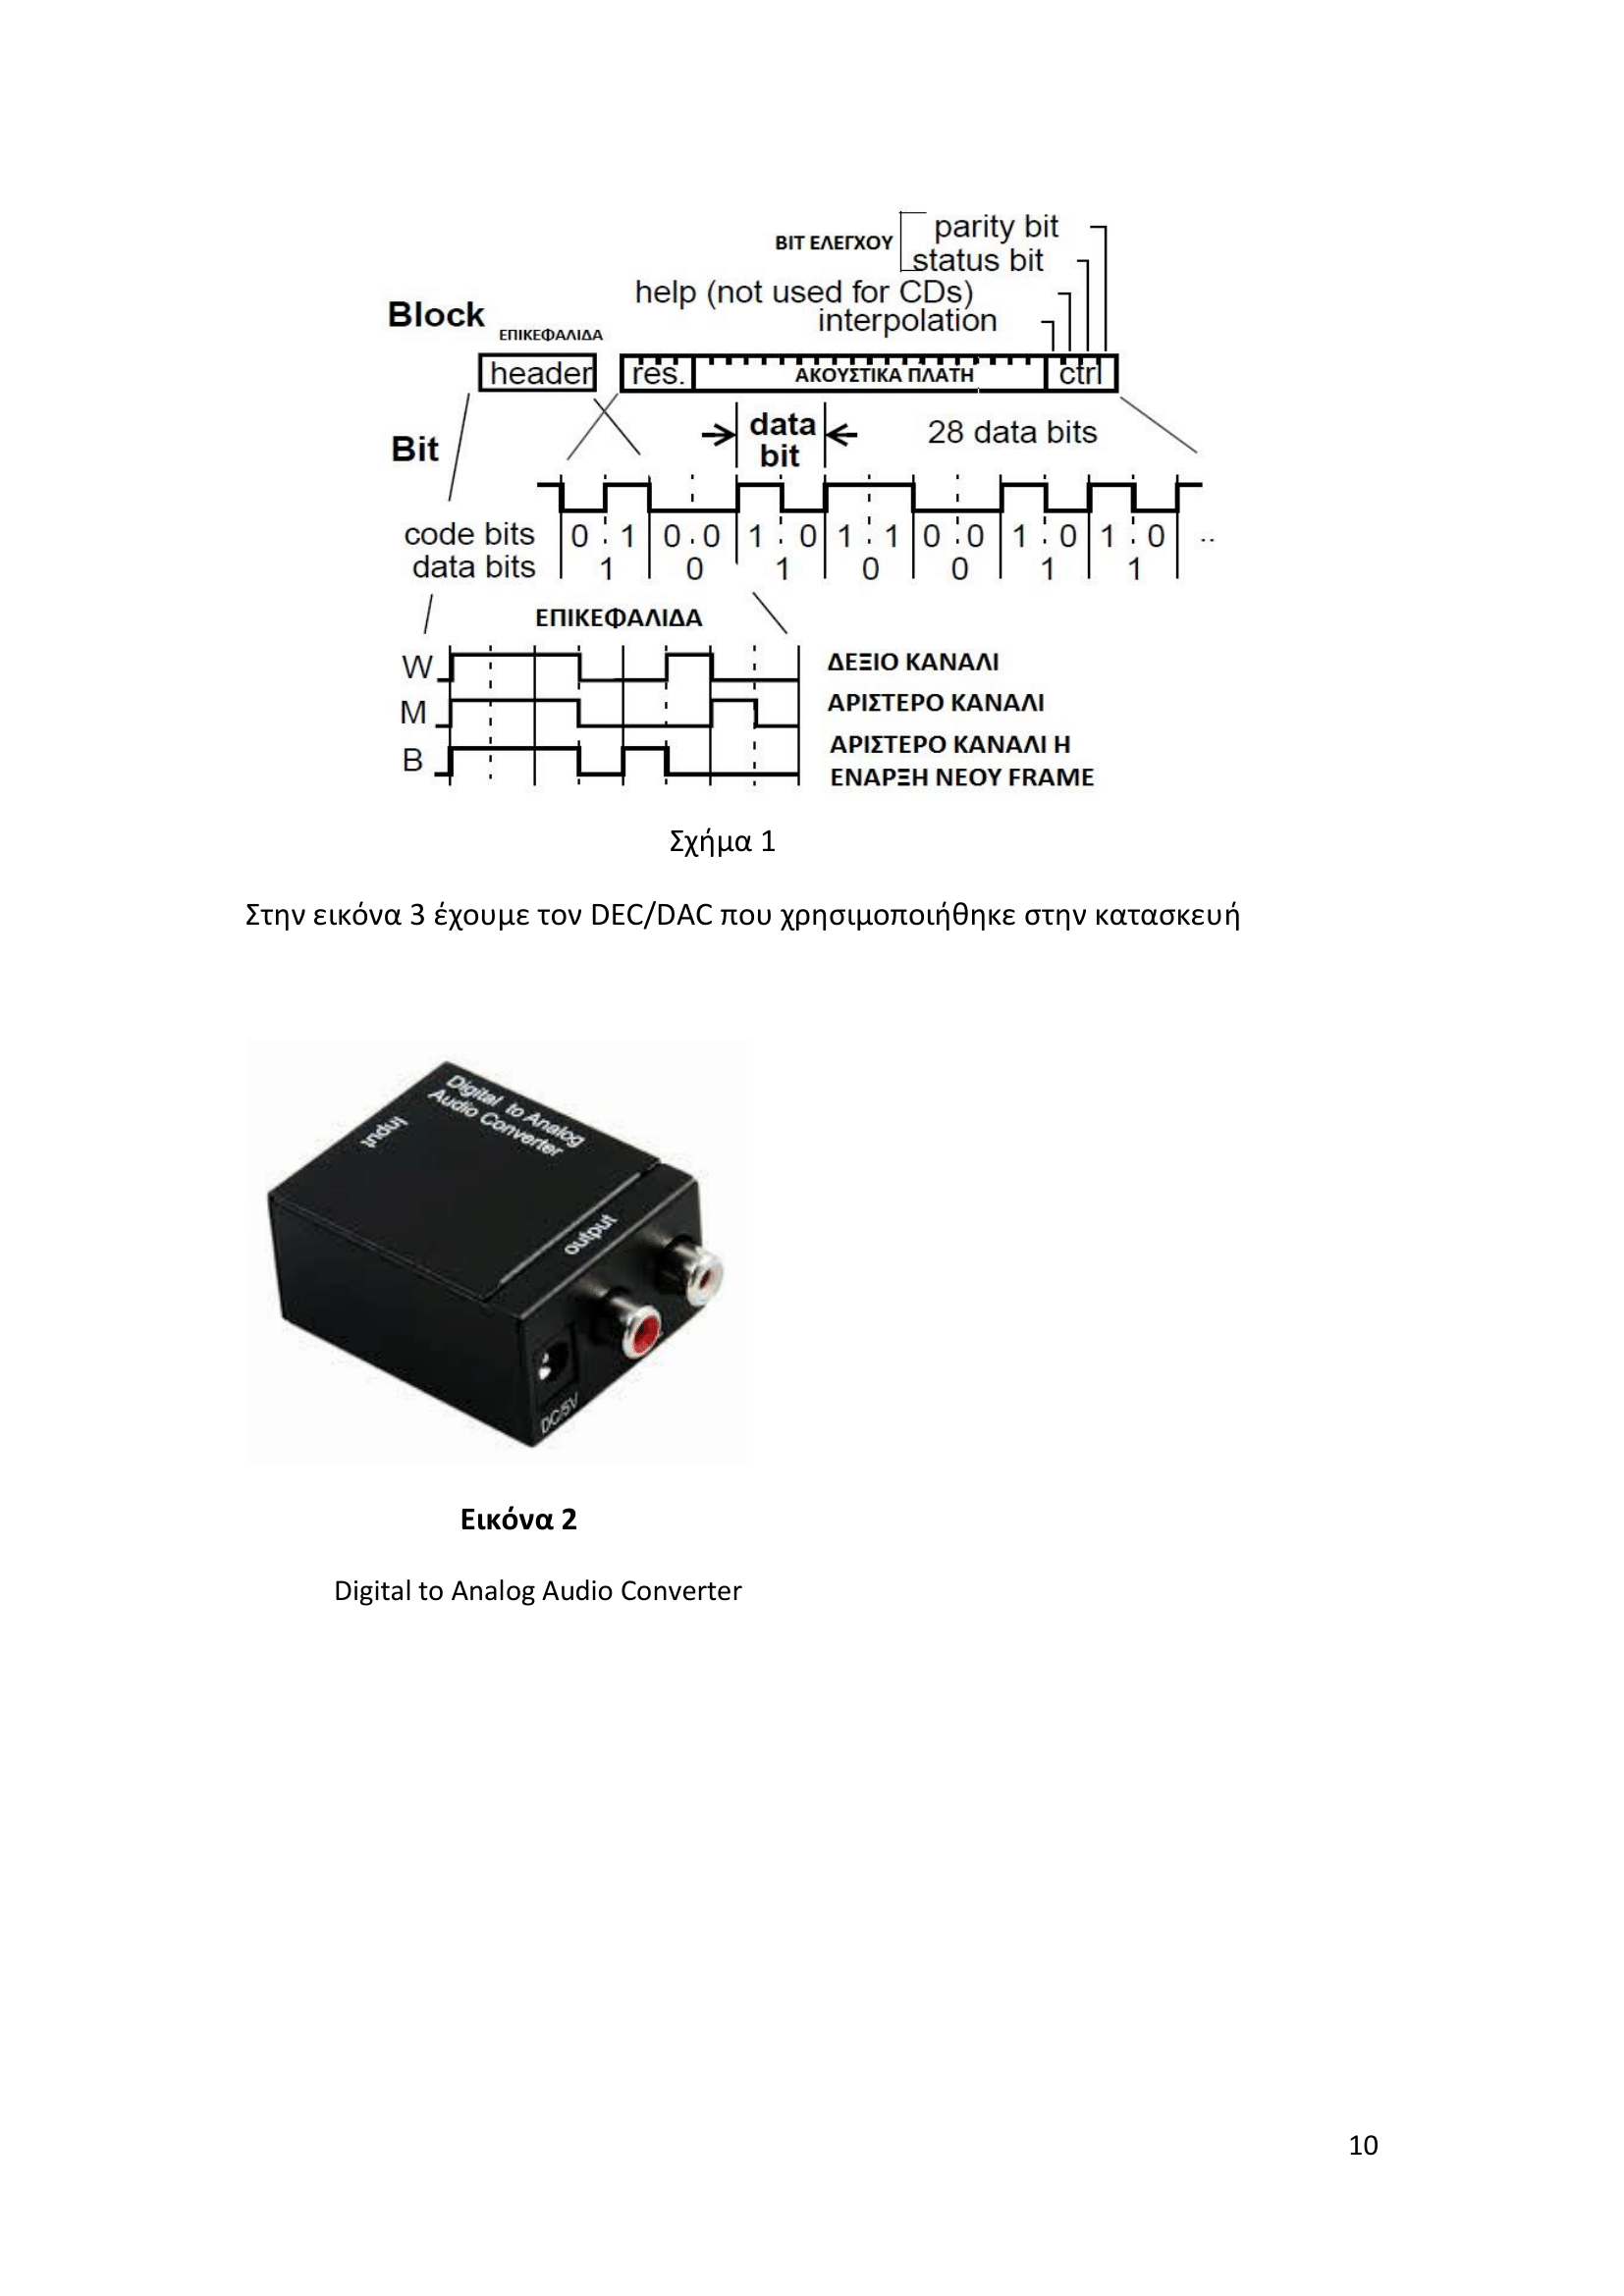 parity bit
BIT ΕΛΕΓΧΟΥ
status bit
help (not used for CDs)
interpolation
Block
ΕΠΙΚΕΦΑΛΙΔΑ
header res. ΑΚΟΥΣΤΙΚΑ ΠΛΑΤΗ ctrl
data
bit
28 data bits
Bit
code bits 0 1 0 0 1 0 1 1 0 0 1 0 1 0 ..
data bits 1 0 1 0 0 1 1
ΕΠΙΚΕΦΑΛΙΔΑ
W ΔΕΞΙΟ ΚΑΝΑΛΙ
M ΑΡΙΣΤΕΡΟ ΚΑΝΑΛΙ
B ΑΡΙΣΤΕΡΟ ΚΑΝΑΛΙ Η
ΕΝΑΡΞΗ ΝΕΟΥ FRAME
Σχήμα 1
Στην εικόνα 3 έχουμε τον DEC/DAC που χρησιμοποιήθηκε στην κατασκευή
Digital to Analog
Audio Converter
Input
output
DC/5V
Εικόνα 2
Digital to Analog Audio Converter
10